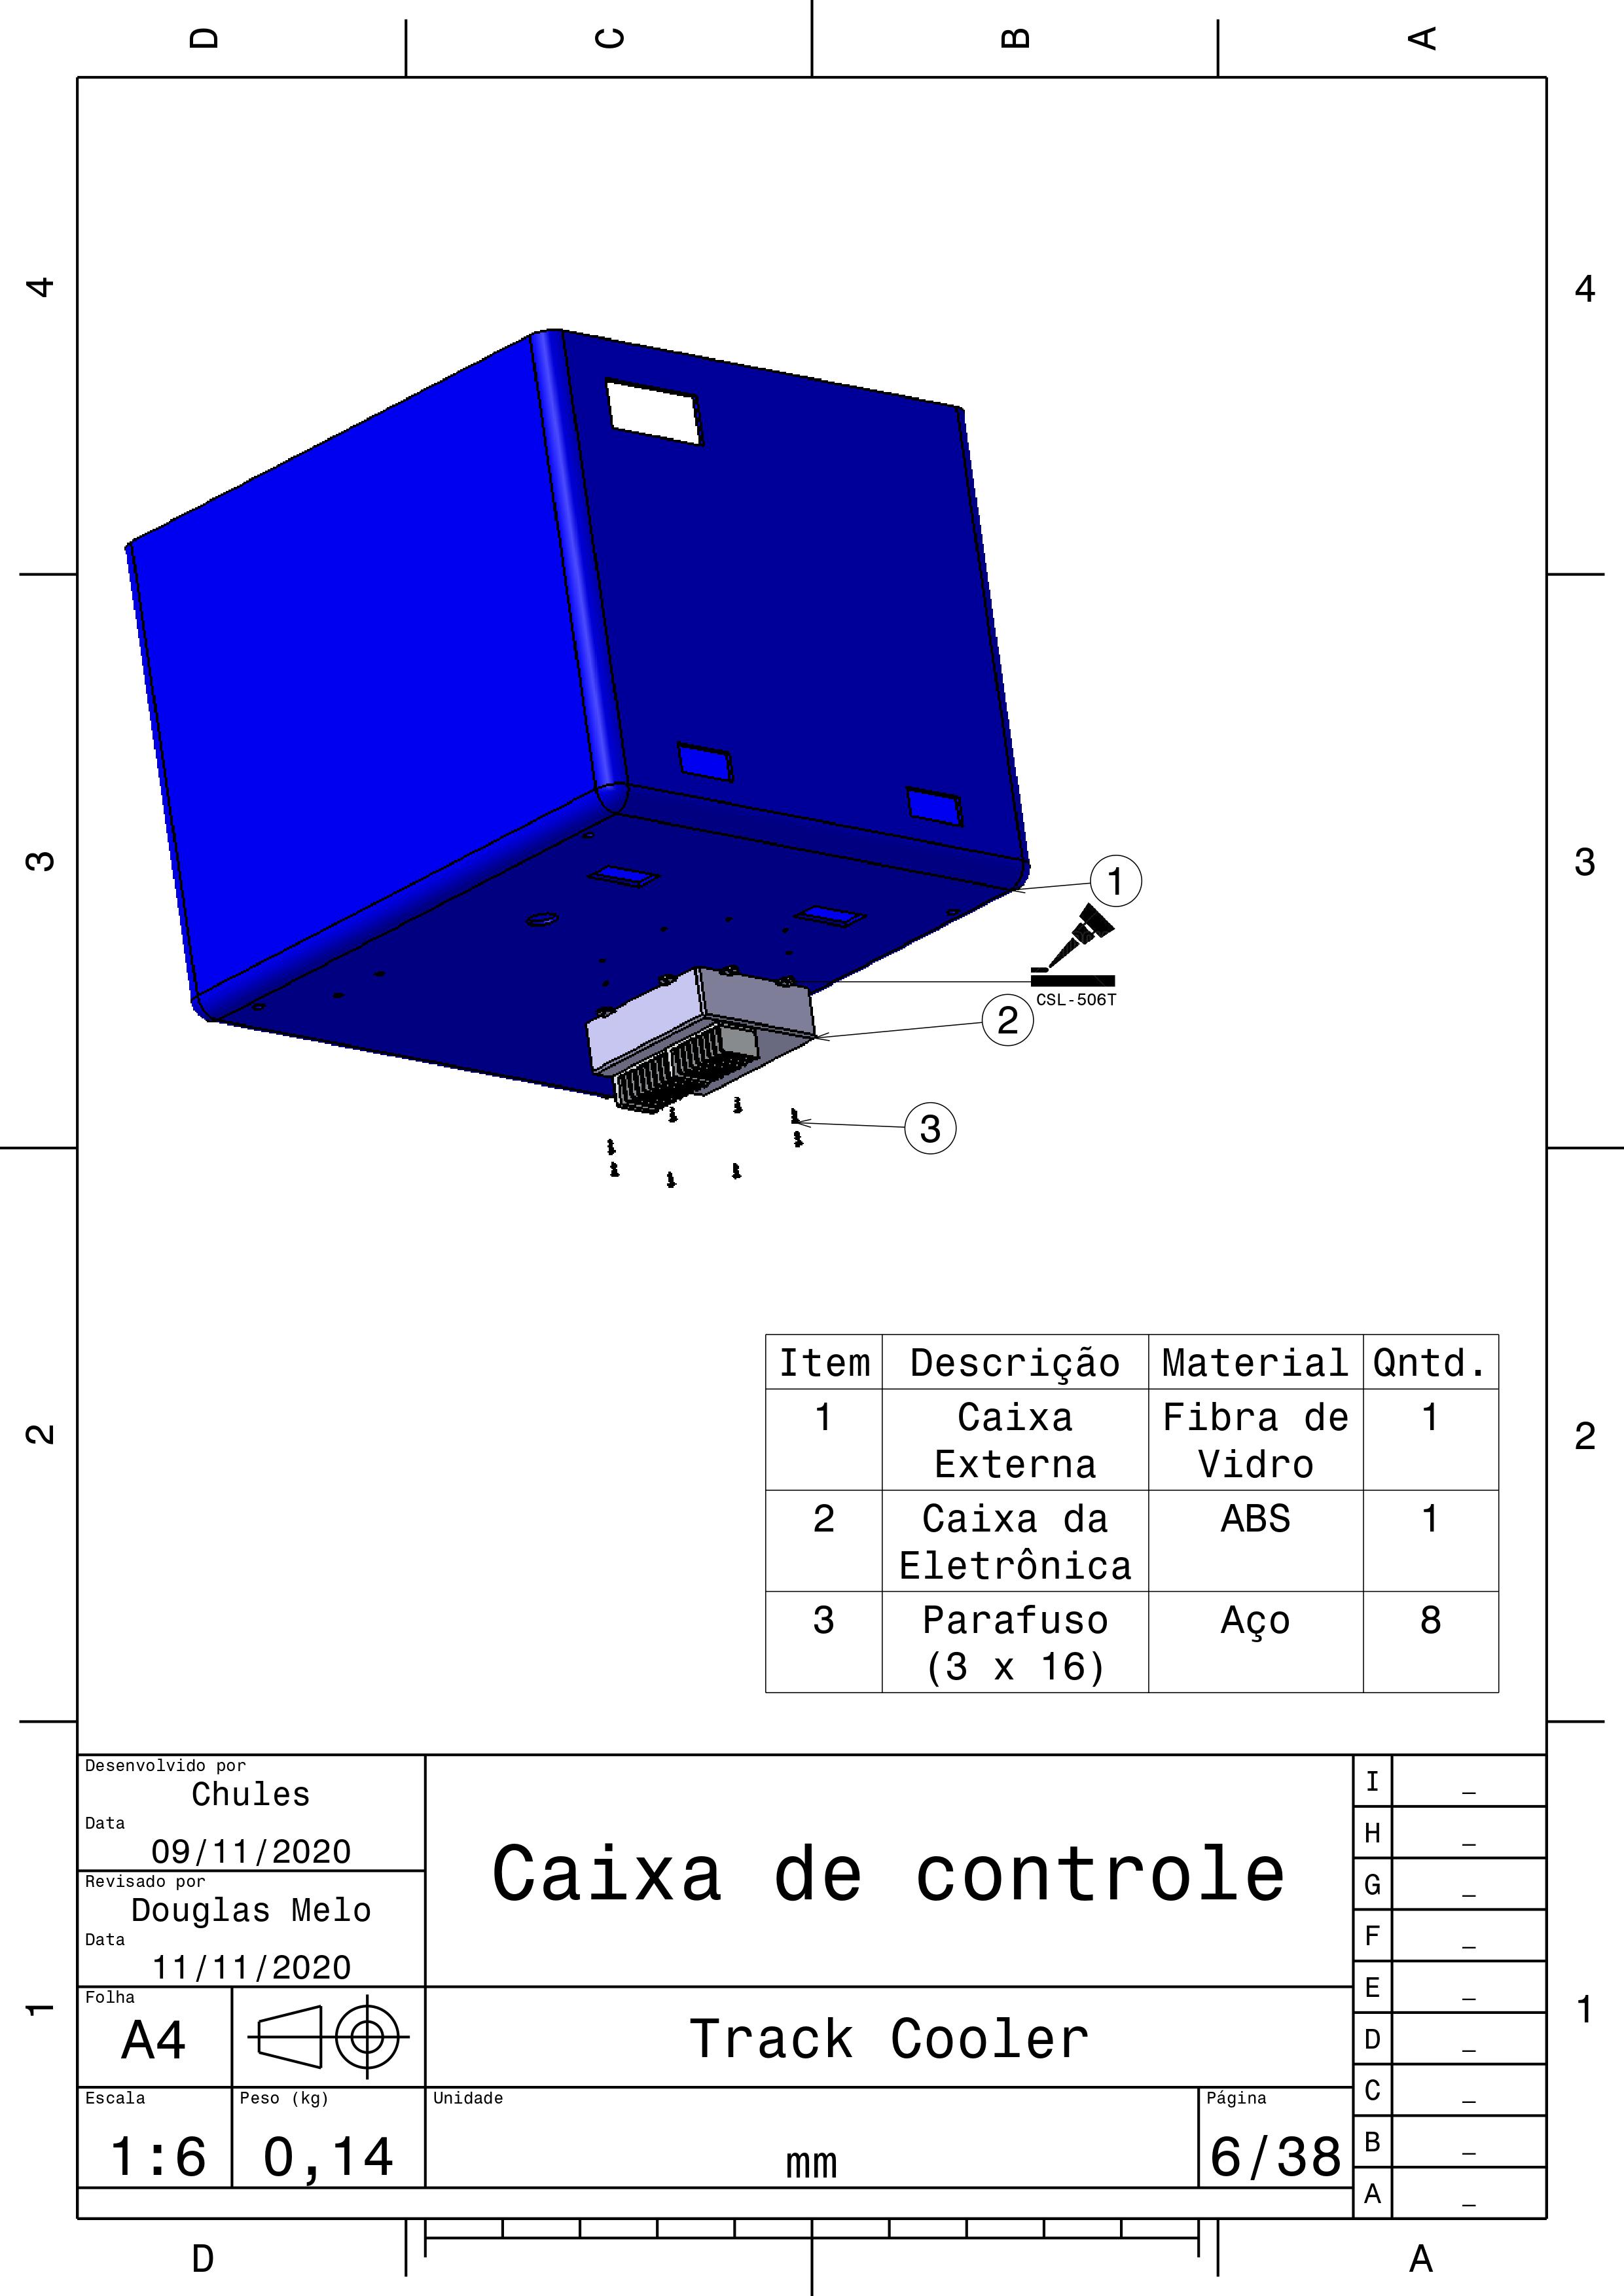 D C B A
4 4
3 3
1
CSL-506T
2
3
Item Descrição Material Qntd.
1 Caixa Externa Fibra de Vidro 1
2 Caixa da Eletrônica ABS 1
3 Parafuso (3 x 16) Aço 8
2 2
Desenvolvido por
Chules
Data
09/11/2020
Revisado por
Douglas Melo
Data
11/11/2020
Caixa de controle
Folha
A4
Track Cooler
Escala
1:6
Peso (kg)
0,14
Unidade
mm
Página
6/38
I _
H _
G _
F _
E _
D _
C _
B _
A _
1 1
D A